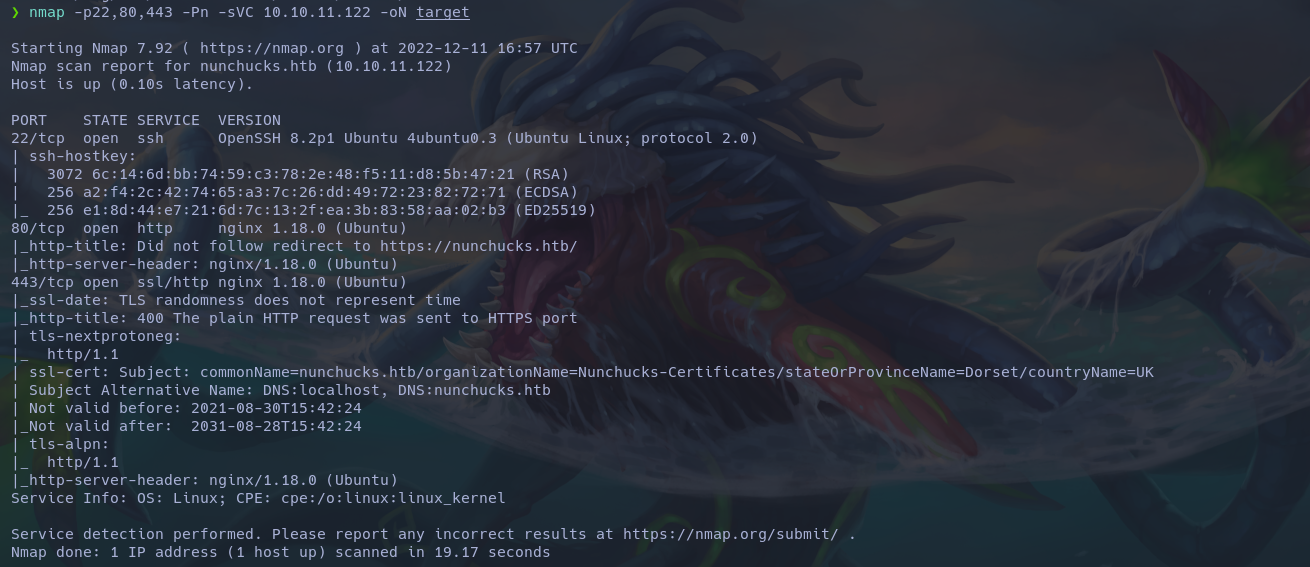 ❯ nmap -p22,80,443 -Pn -sVC 10.10.11.122 -oN target
Starting Nmap 7.92 ( https://nmap.org ) at 2022-12-11 16:57 UTC
Nmap scan report for nunchucks.htb (10.10.11.122)
Host is up (0.10s latency).
PORT    STATE SERVICE  VERSION
22/tcp  open  ssh      OpenSSH 8.2p1 Ubuntu 4ubuntu0.3 (Ubuntu Linux; protocol 2.0)
| ssh-hostkey:
|   3072 6c:14:6d:bb:74:59:c3:78:2e:48:f5:11:d8:5b:47:21 (RSA)
|   256 a2:f4:2c:42:74:65:a3:7c:26:dd:49:72:23:82:72:71 (ECDSA)
|_  256 e1:8d:44:e7:21:6d:7c:13:2f:ea:3b:83:58:aa:02:b3 (ED25519)
80/tcp  open  http     nginx 1.18.0 (Ubuntu)
|_http-title: Did not follow redirect to https://nunchucks.htb/
|_http-server-header: nginx/1.18.0 (Ubuntu)
443/tcp open  ssl/http nginx 1.18.0 (Ubuntu)
|_ssl-date: TLS randomness does not represent time
|_http-title: 400 The plain HTTP request was sent to HTTPS port
| tls-nextprotoneg:
|_  http/1.1
| ssl-cert: Subject: commonName=nunchucks.htb/organizationName=Nunchucks-Certificates/stateOrProvinceName=Dorset/countryName=UK
| Subject Alternative Name: DNS:localhost, DNS:nunchucks.htb
| Not valid before: 2021-08-30T15:42:24
|_Not valid after:  2031-08-28T15:42:24
| tls-alpn:
|_  http/1.1
|_http-server-header: nginx/1.18.0 (Ubuntu)
Service Info: OS: Linux; CPE: cpe:/o:linux:linux_kernel
Service detection performed. Please report any incorrect results at https://nmap.org/submit/ .
Nmap done: 1 IP address (1 host up) scanned in 19.17 seconds